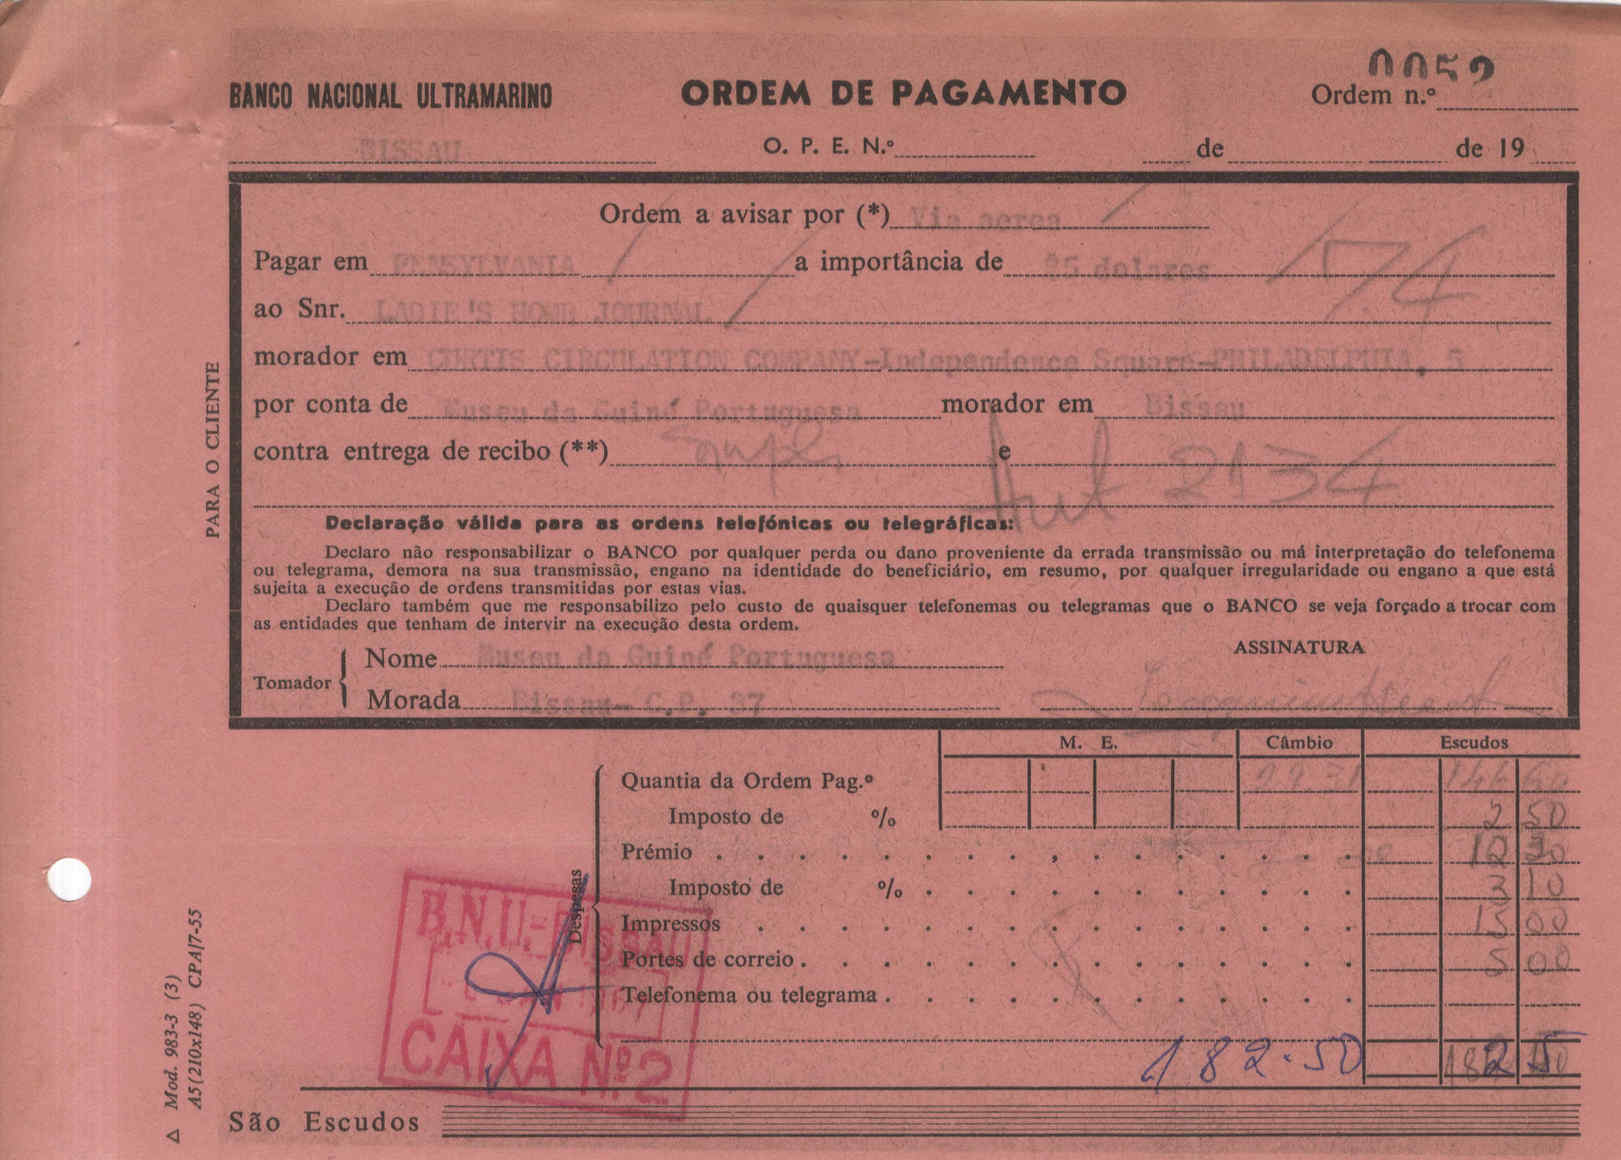 0052
BANCO NACIONAL ULTRAMARINO ORDEM DE PAGAMENTO Ordem n.º
BISSAU O. P. E. N.º de de 19
Ordem a avisar por (*) Via aerea
Pagar em PENSYLVANIA a importância de dolares
ao Snr. LADIE'S HOME JOURNAL
morador em CURTIS CIRCULATION COMPANY-Independence Square-PHILADELPHIA, 5
por conta de Museu da Guiné Portuguesa morador em Bissau
contra entrega de recibo (**) e
Aut 2134
Declaração válida para as ordens telefónicas ou telegráficas:
Declaro não responsabilizar o BANCO por qualquer perda ou dano proveniente da errada transmissão ou má interpretação do telefonema
ou telegrama, demora na sua transmissão, engano na identidade do beneficiário, em resumo, por qualquer irregularidade ou engano a que está
sujeita a execução de ordens transmitidas por estas vias.
Declaro também que me responsabilizo pelo custo de quaisquer telefonemas ou telegramas que o BANCO se veja forçado a trocar com
as entidades que tenham de intervir na execução desta ordem.
ASSINATURA
Tomador
Nome Museu da Guiné Portuguesa
Morada Bissau- C.P. 37
M. E. Câmbio Escudos
Despesas
Quantia da Ordem Pag.º
Imposto de % 2 50
Prémio
Imposto de % 10
Impressos 15 00
Portes de correio 5 00
Telefonema ou telegrama
182.50
São Escudos
PARA O CLIENTE
Δ Mod. 983-3 (3)
A5 (210x148) CPA/7-55
B.N.U.-BISSAU
CAIXA Nº2